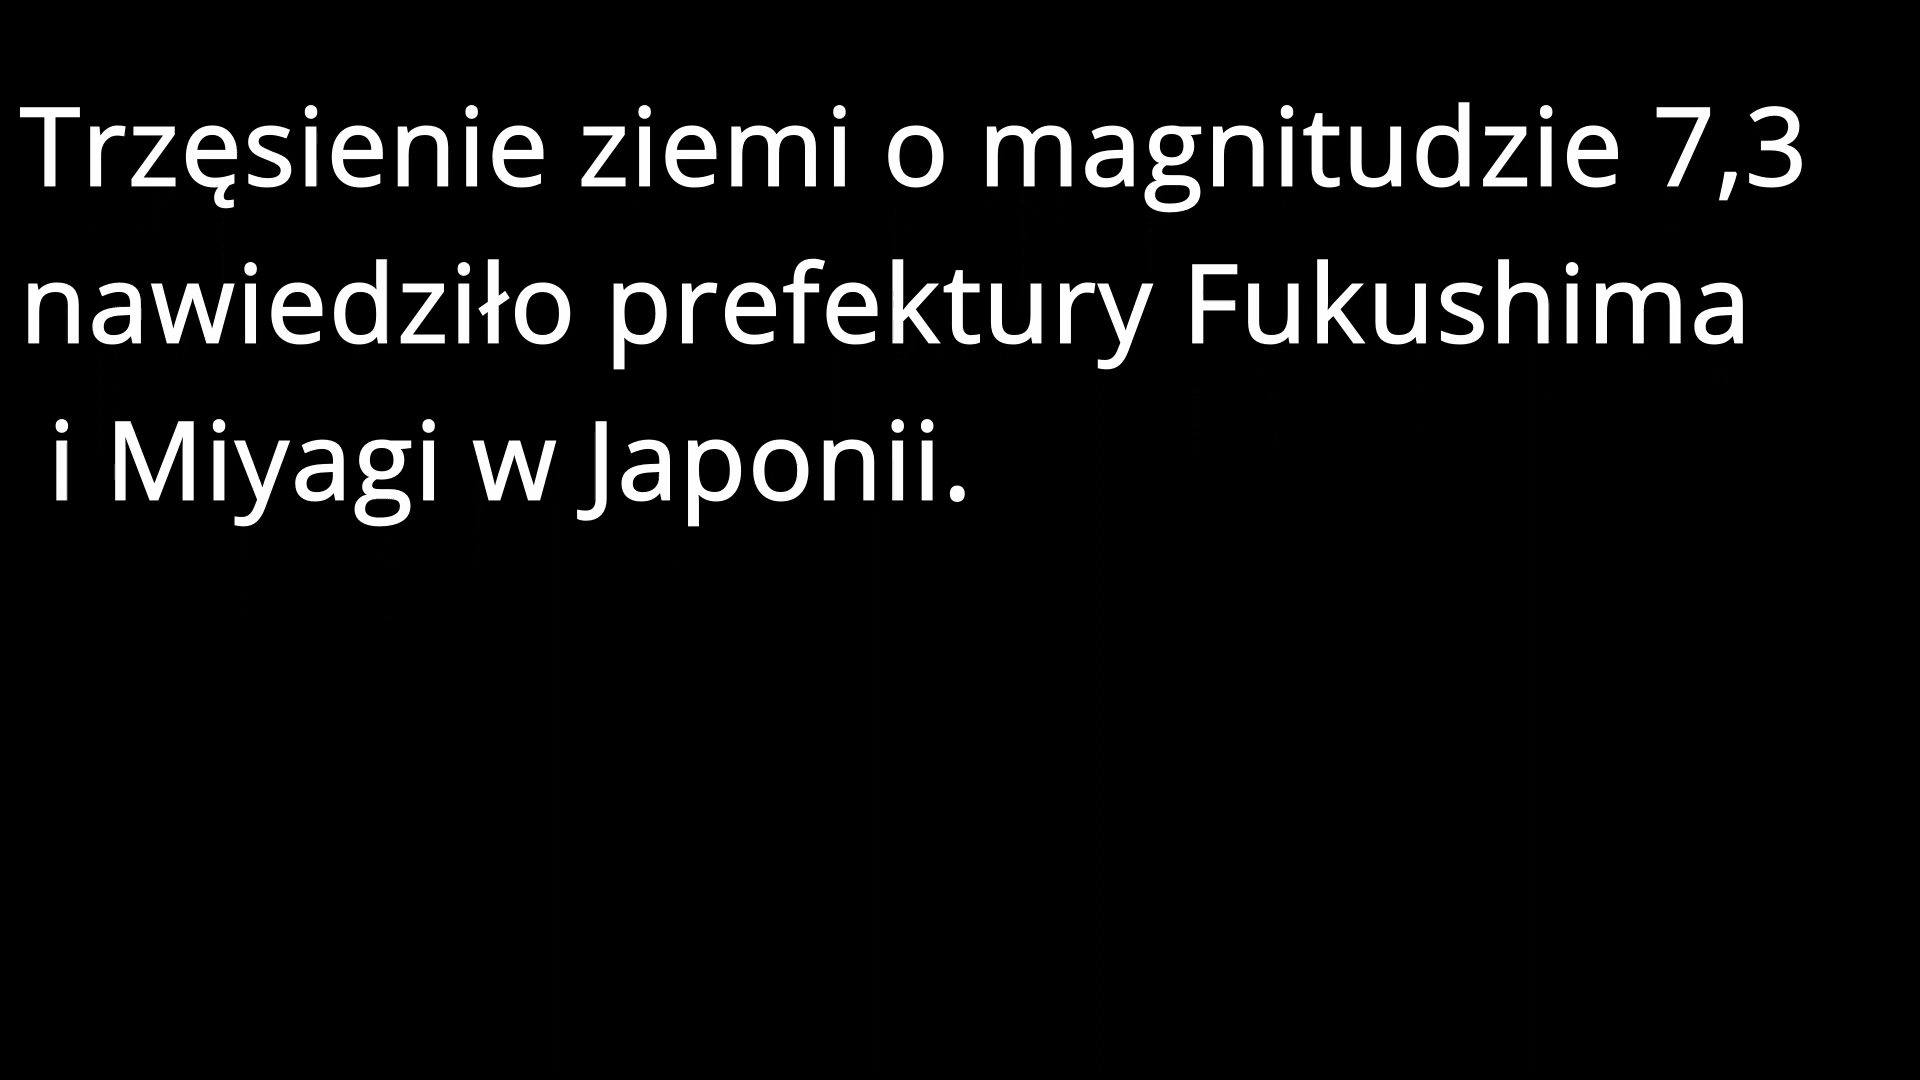 Trzęsienie ziemi o magnitudzie 7,3
nawiedziło prefektury Fukushima
i Miyagi w Japonii.